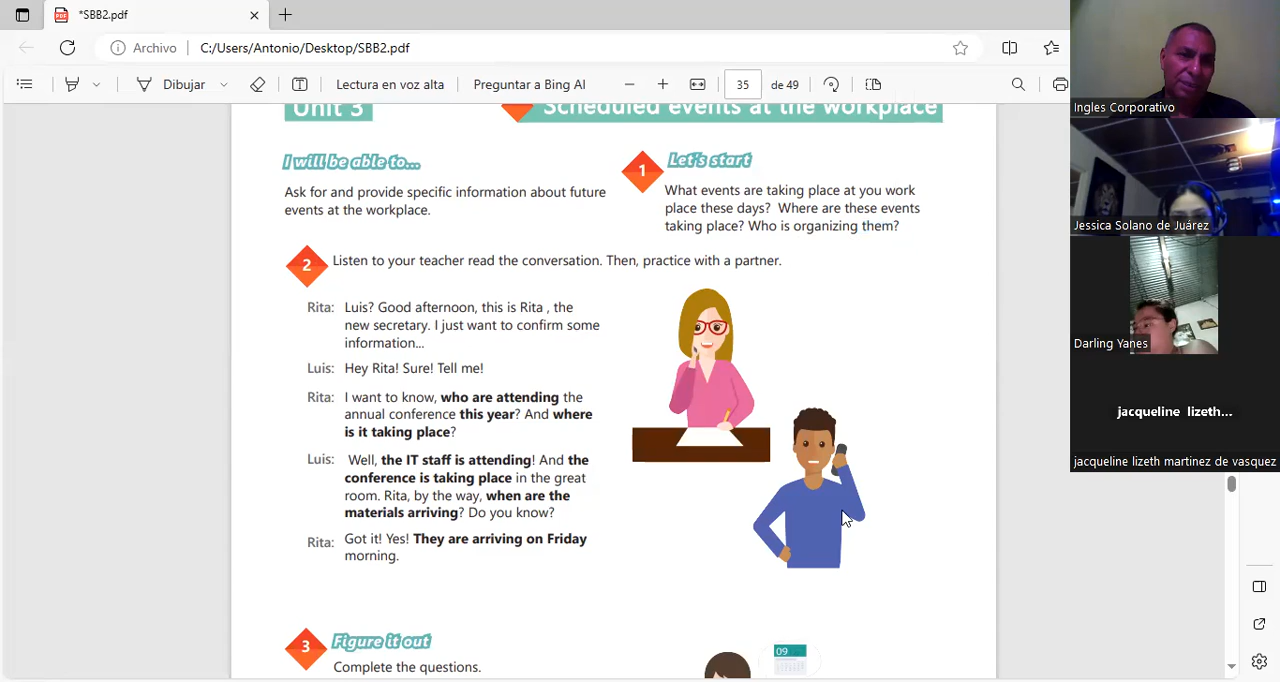 *SBB2.pdf
Archivo
C:/Users/Antonio/Desktop/SBB2.pdf
Dibujar
Lectura en voz alta
Preguntar a Bing AI
35
de 49
Unit 3
Scheduled events at the workplace
I will be able to...
Ask for and provide specific information about future
events at the workplace.
1
Let's start
What events are taking place at you work
place these days? Where are these events
taking place? Who is organizing them?
2
Listen to your teacher read the conversation. Then, practice with a partner.
Rita: Luis? Good afternoon, this is Rita , the
new secretary. I just want to confirm some
information...
Luis: Hey Rita! Sure! Tell me!
Rita: I want to know, who are attending the
annual conference this year? And where
is it taking place?
Luis: Well, the IT staff is attending! And the
conference is taking place in the great
room. Rita, by the way, when are the
materials arriving? Do you know?
Rita: Got it! Yes! They are arriving on Friday
morning.
3
Figure it out
Complete the questions.
09
Ingles Corporativo
Jessica Solano de Juárez
Darling Yanes
jacqueline lizeth...
jacqueline lizeth martinez de vasquez